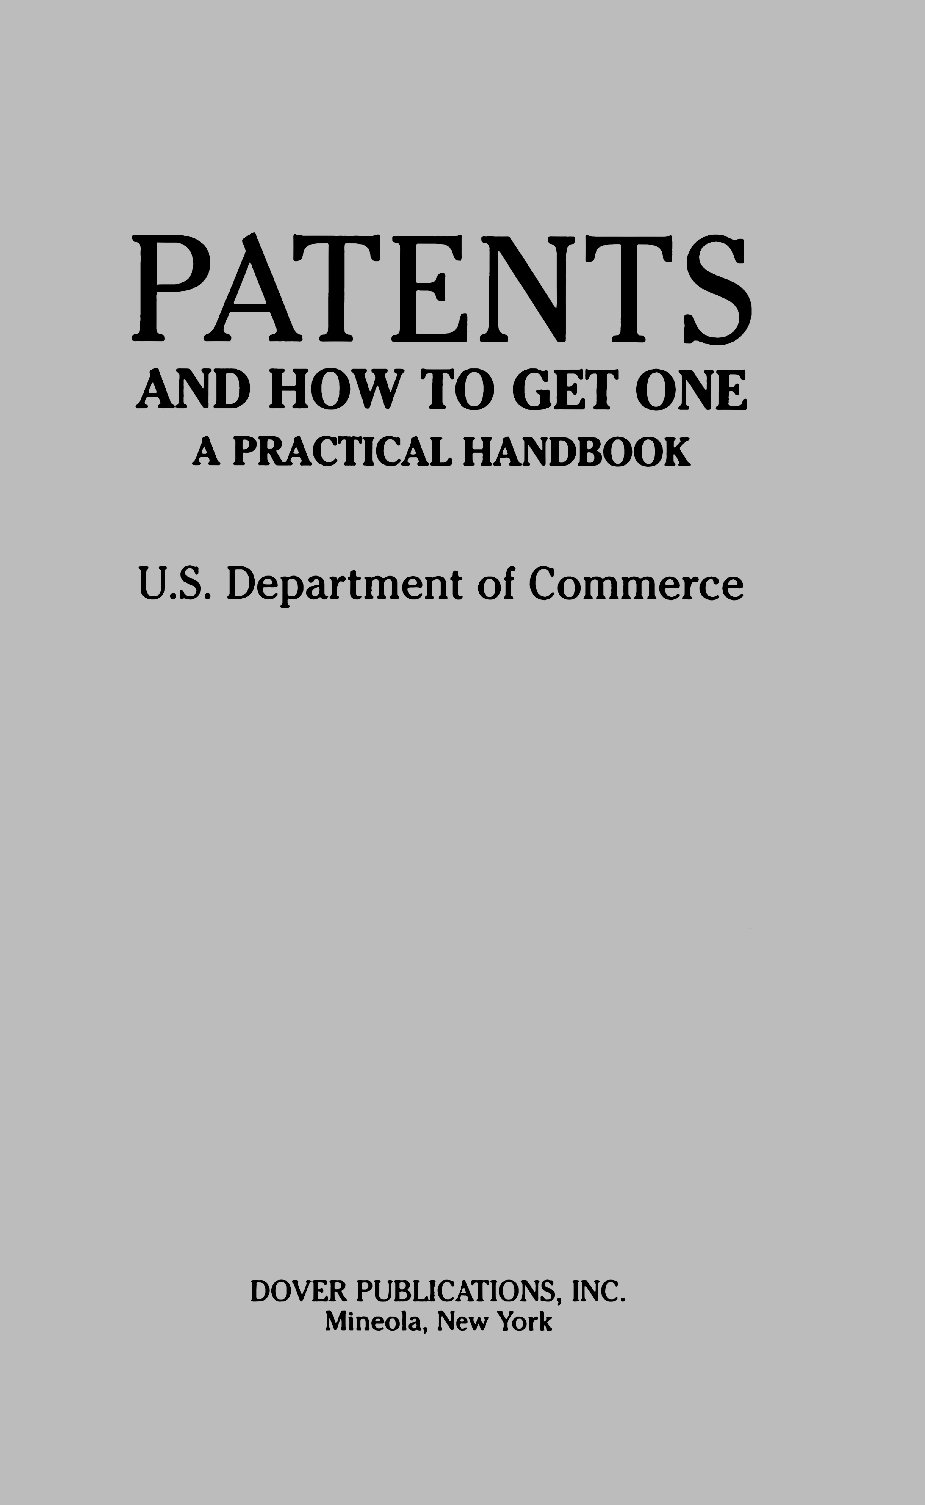 PATENTS
AND HOW TO GET ONE
A PRACTICAL HANDBOOK
U.S. Department of Commerce
DOVER PUBLICATIONS, INC.
Mineola, New York